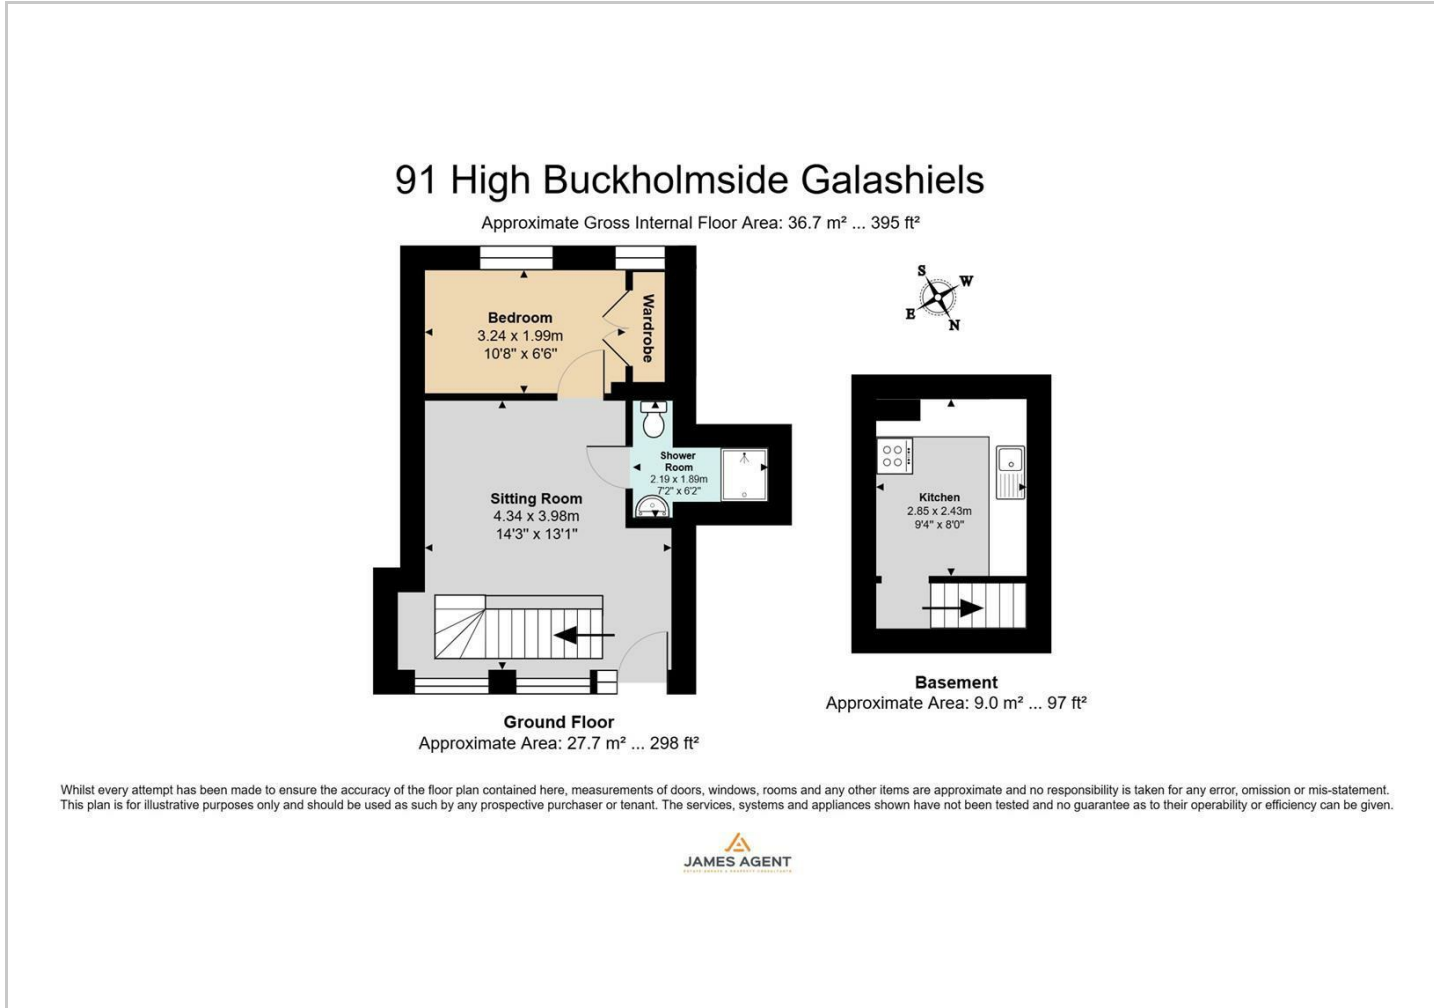 91 High Buckholmside Galashiels
Approximate Gross Internal Floor Area: 36.7 m² ... 395 ft²
Bedroom
3.24 x 1.99m
10'8" x 6'6"
Wardrobe
S
W
E
N
Shower
Room
2.19 x 1.89m
7'2" x 6'2"
Sitting Room
4.34 x 3.98m
14'3" x 13'1"
Kitchen
2.85 x 2.43m
9'4" x 8'0"
Ground Floor
Approximate Area: 27.7 m² ... 298 ft²
Basement
Approximate Area: 9.0 m² ... 97 ft²
Whilst every attempt has been made to ensure the accuracy of the floor plan contained here, measurements of doors, windows, rooms and any other items are approximate and no responsibility is taken for any error, omission or mis-statement.
This plan is for illustrative purposes only and should be used as such by any prospective purchaser or tenant. The services, systems and appliances shown have not been tested and no guarantee as to their operability or efficiency can be given.
JAMES AGENT
ESTATE AGENTS & PROPERTY CONSULTANTS